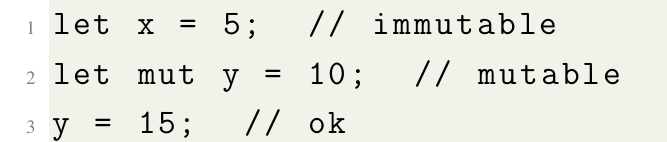 1 let x = 5;  // immutable
2 let mut y = 10;  // mutable
3 y = 15;  // ok